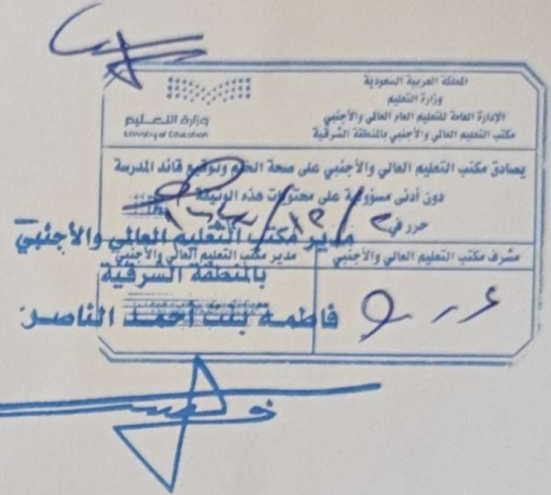 المملكة العربية السعودية
وزارة التعليم
الإدارة العامة للتعليم العام العالي والأجنبي
مكتب التعليم العالي والأجنبي بالمنطقة الشرقية
وزارة التعليم
Ministry of Education
يصادق مكتب التعليم العالي والأجنبي على صحة الختم وتوقيع قائد المدرسة
دون أدنى مسؤولية على محتويات هذه الوثيقة
حرر في
مدير مكتب التعليم العالي والأجنبي
مشرف مكتب التعليم العالي والأجنبي
مدير مكتب التعليم العالي والأجنبي
بالمنطقة الشرقية
فاطمة بنت أحمد الناصر